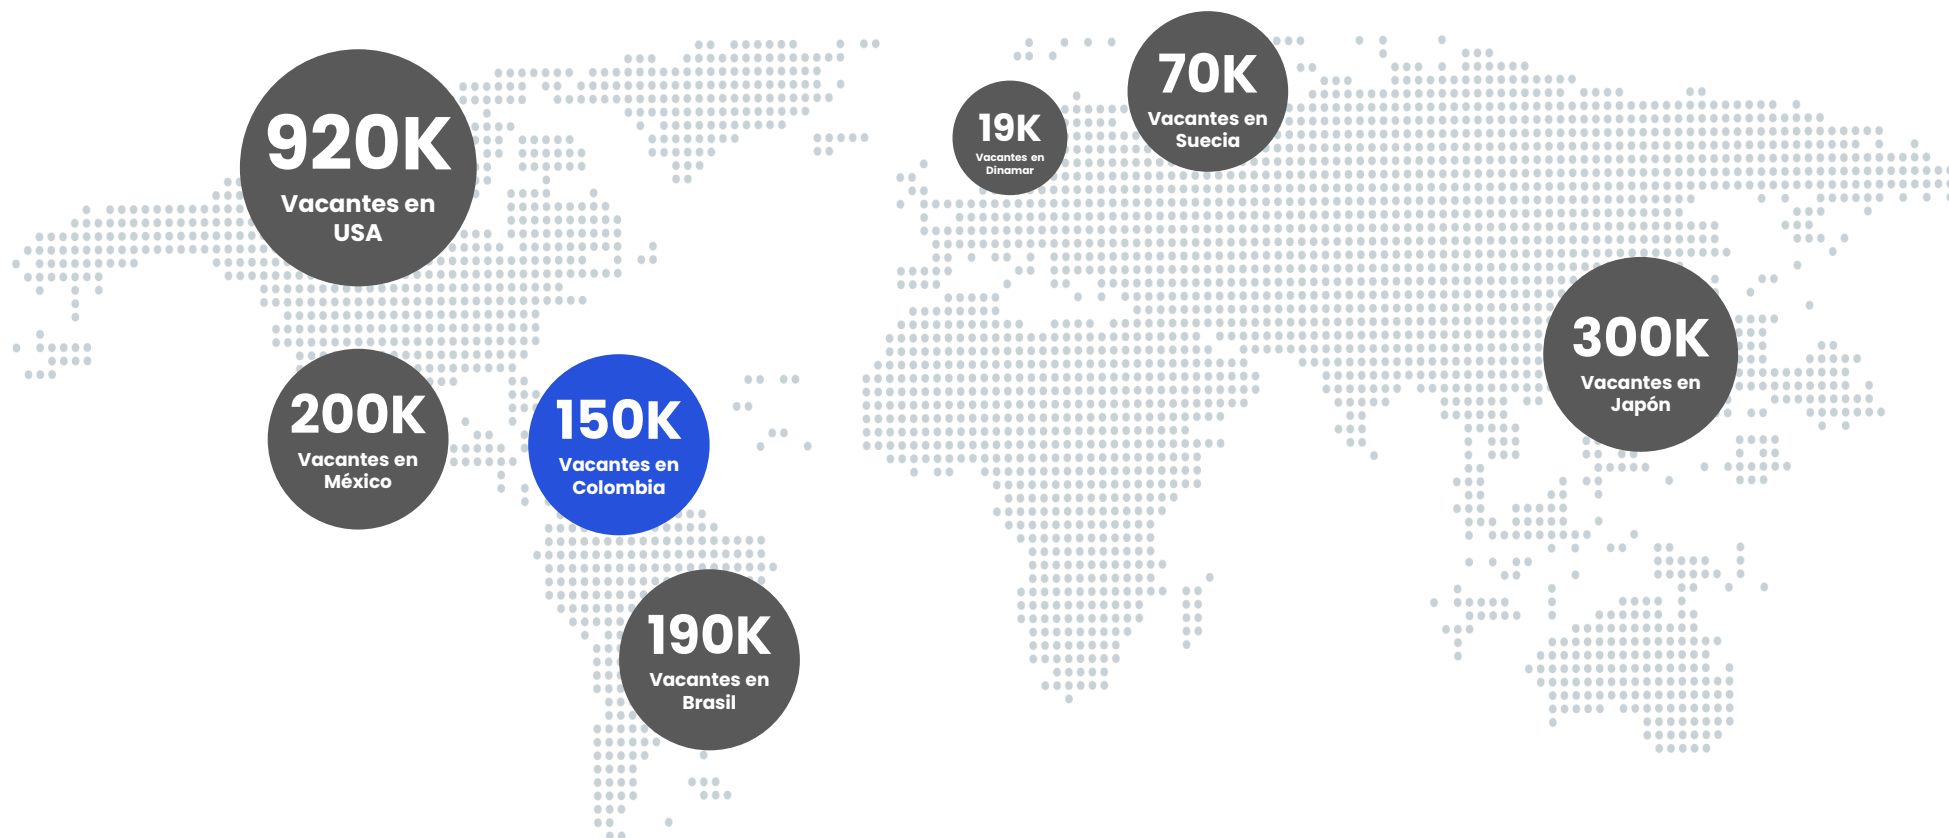 920K
Vacantes en
USA
19K
Vacantes en
Dinamar
70K
Vacantes en
Suecia
300K
Vacantes en
Japón
200K
Vacantes en
México
150K
Vacantes en
Colombia
190K
Vacantes en
Brasil